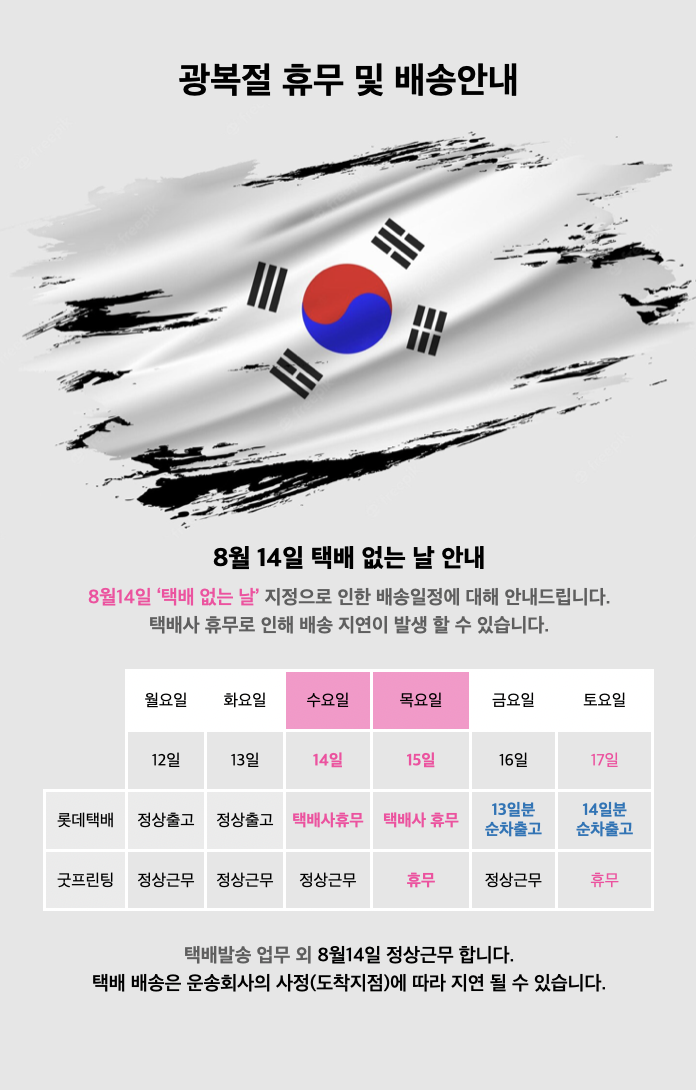 광복절 휴무 및 배송안내
8월 14일 택배 없는 날 안내
8월14일 ‘택배 없는 날’ 지정으로 인한 배송일정에 대해 안내드립니다.
택배사 휴무로 인해 배송 지연이 발생 할 수 있습니다.
월요일 화요일 수요일 목요일 금요일 토요일
12일 13일 14일 15일 16일 17일
롯데택배 정상출고 정상출고 택배사휴무 택배사 휴무 13일분 순차출고 14일분 순차출고
굿프린팅 정상근무 정상근무 정상근무 휴무 정상근무 휴무
택배발송 업무 외 8월14일 정상근무 합니다.
택배 배송은 운송회사의 사정(도착지점)에 따라 지연 될 수 있습니다.